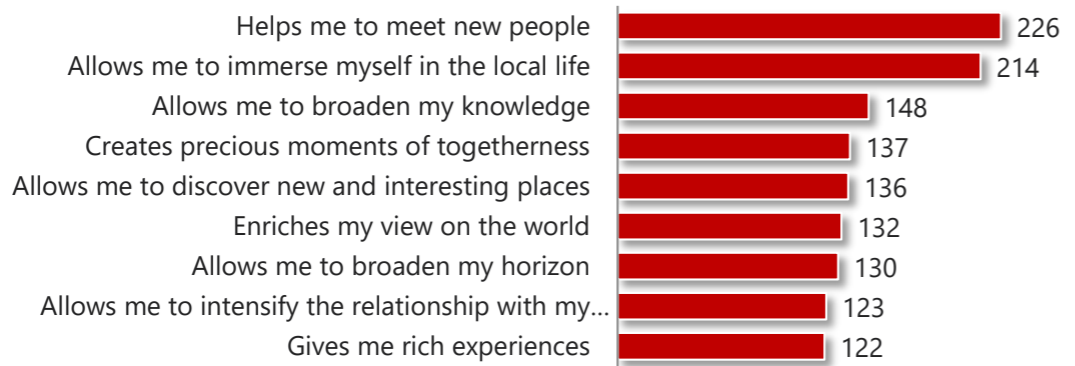 Helps me to meet new people 226
Allows me to immerse myself in the local life 214
Allows me to broaden my knowledge 148
Creates precious moments of togetherness 137
Allows me to discover new and interesting places 136
Enriches my view on the world 132
Allows me to broaden my horizon 130
Allows me to intensify the relationship with my... 123
Gives me rich experiences 122